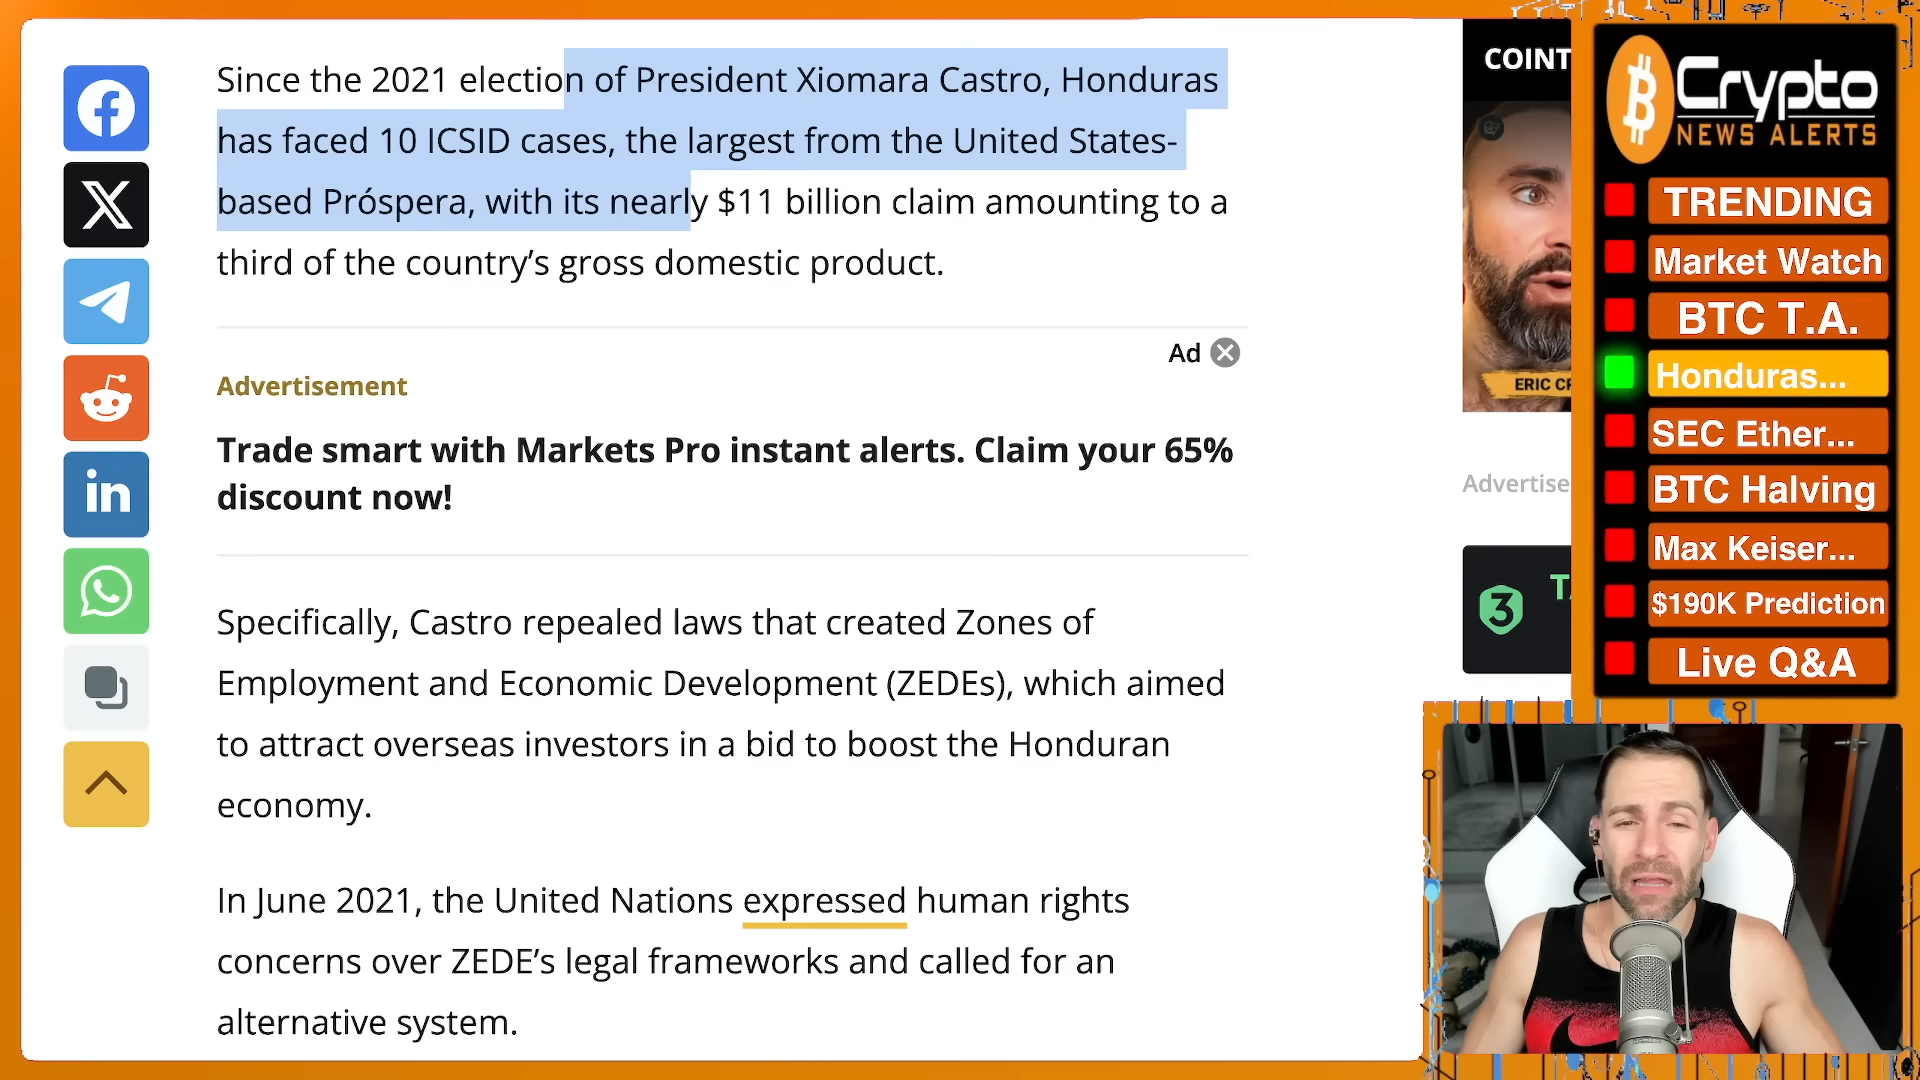 Since the 2021 election of President Xiomara Castro, Honduras
has faced 10 ICSID cases, the largest from the United States-
based Próspera, with its nearly $11 billion claim amounting to a
third of the country’s gross domestic product.
Ad
Advertisement
Trade smart with Markets Pro instant alerts. Claim your 65%
discount now!
Specifically, Castro repealed laws that created Zones of
Employment and Economic Development (ZEDEs), which aimed
to attract overseas investors in a bid to boost the Honduran
economy.
In June 2021, the United Nations expressed human rights
concerns over ZEDE’s legal frameworks and called for an
alternative system.
COINT
ERIC CR
Advertise
3
Crypto
NEWS ALERTS
TRENDING
Market Watch
BTC T.A.
Honduras...
SEC Ether...
BTC Halving
Max Keiser...
$190K Prediction
Live Q&A